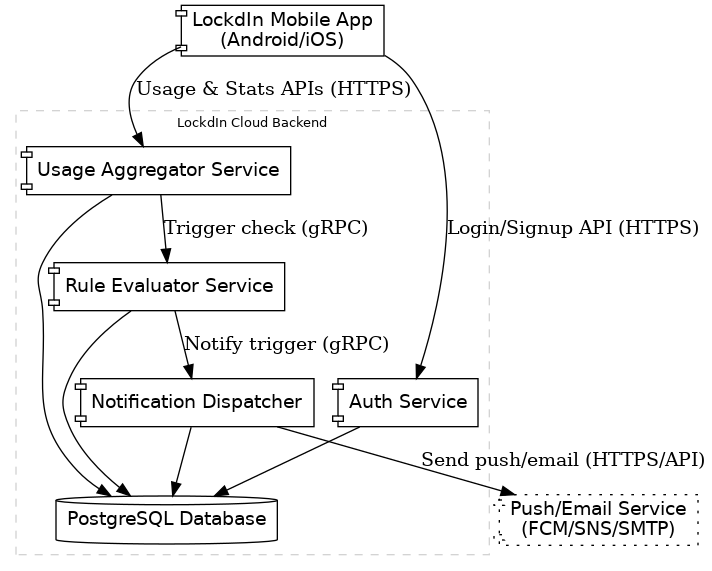 LockdIn Mobile App
(Android/iOS)
Usage & Stats APIs (HTTPS)
LockdIn Cloud Backend
Usage Aggregator Service
Trigger check (gRPC)
Login/Signup API (HTTPS)
Rule Evaluator Service
Notify trigger (gRPC)
Notification Dispatcher
Auth Service
Send push/email (HTTPS/API)
PostgreSQL Database
Push/Email Service
(FCM/SNS/SMTP)